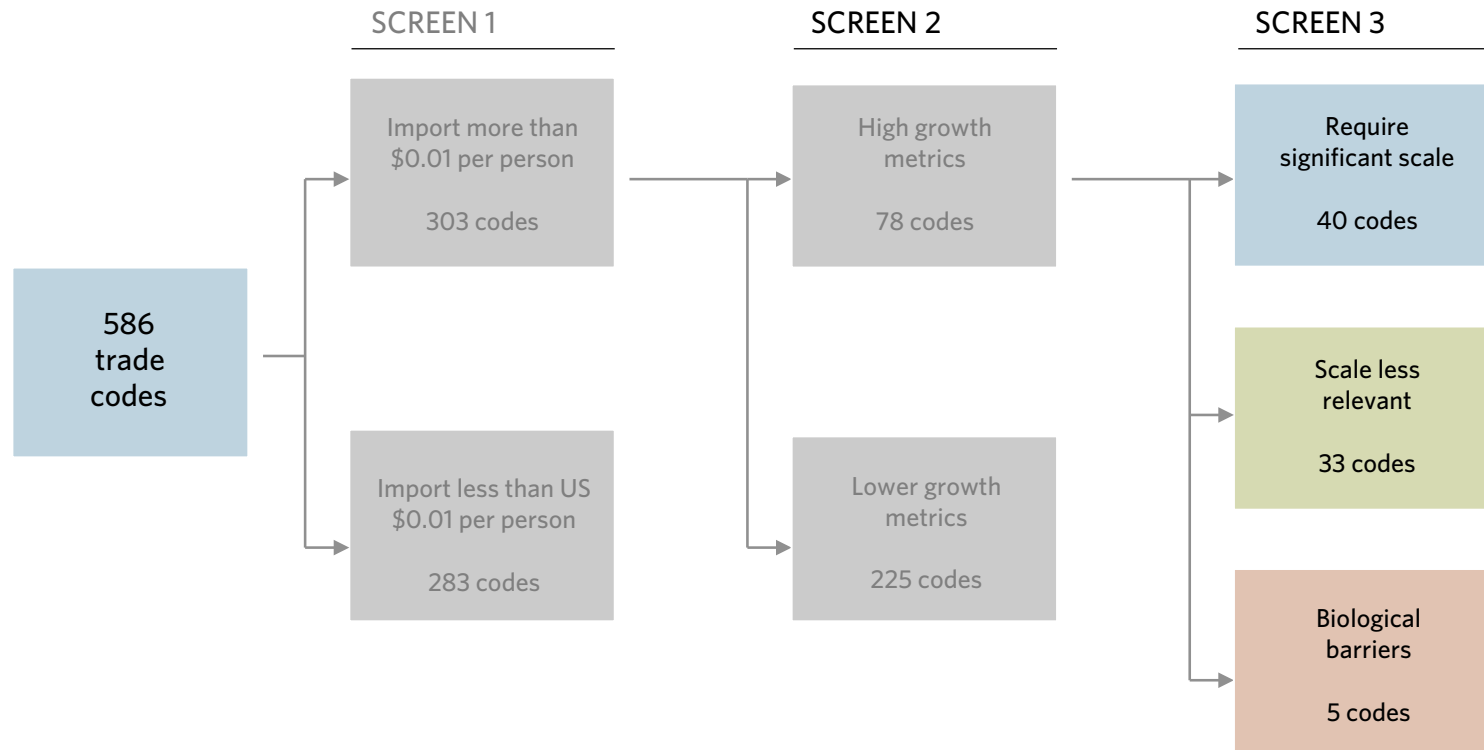 SCREEN 1
SCREEN 2
SCREEN 3
586
trade
codes
Import more than
$0.01 per person
303 codes
Import less than US
$0.01 per person
283 codes
High growth
metrics
78 codes
Lower growth
metrics
225 codes
Require
significant scale
40 codes
Scale less
relevant
33 codes
Biological
barriers
5 codes